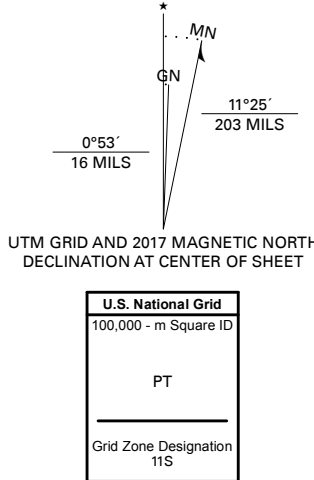 MN
GN
11°25´
203 MILS
0°53´
16 MILS
UTM GRID AND 2017 MAGNETIC NORTH
DECLINATION AT CENTER OF SHEET
U.S. National Grid
100,000 - m Square ID
PT
Grid Zone Designation
11S